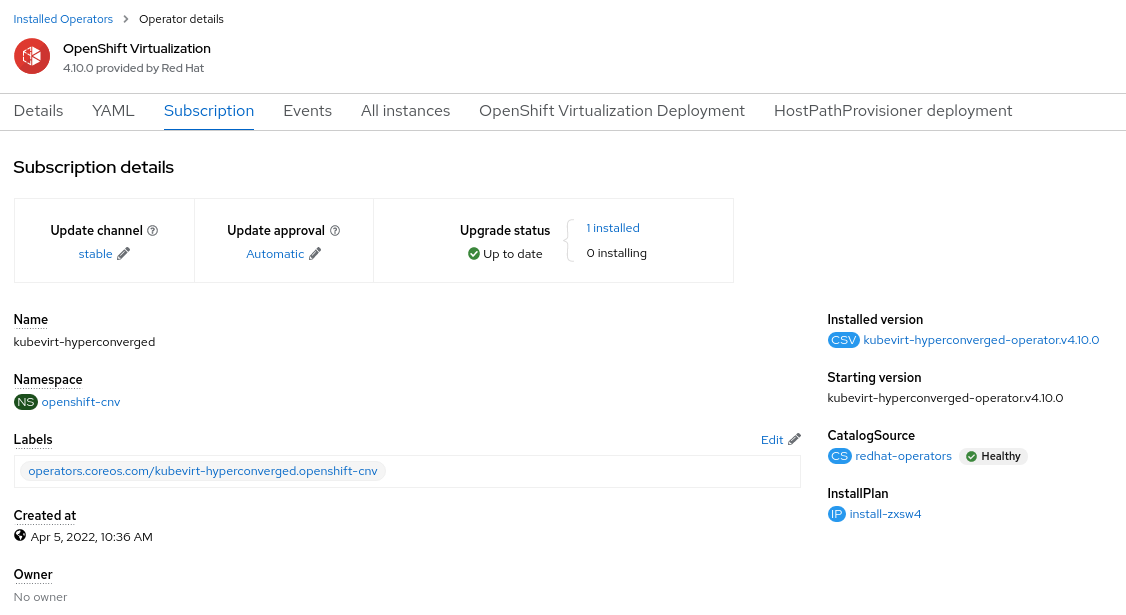 Installed Operators > Operator details
OpenShift Virtualization
4.10.0 provided by Red Hat
Details YAML Subscription Events All instances OpenShift Virtualization Deployment HostPathProvisioner deployment
Subscription details
Update channel
stable
Update approval
Automatic
Upgrade status
Up to date
1 installed
0 installing
Name
kubevirt-hyperconverged
Namespace
NS openshift-cnv
Labels
Edit
operators.coreos.com/kubevirt-hyperconverged.openshift-cnv
Created at
Apr 5, 2022, 10:36 AM
Owner
No owner
Installed version
CSV kubevirt-hyperconverged-operator.v4.10.0
Starting version
kubevirt-hyperconverged-operator.v4.10.0
CatalogSource
CS redhat-operators Healthy
InstallPlan
IP install-zxsw4